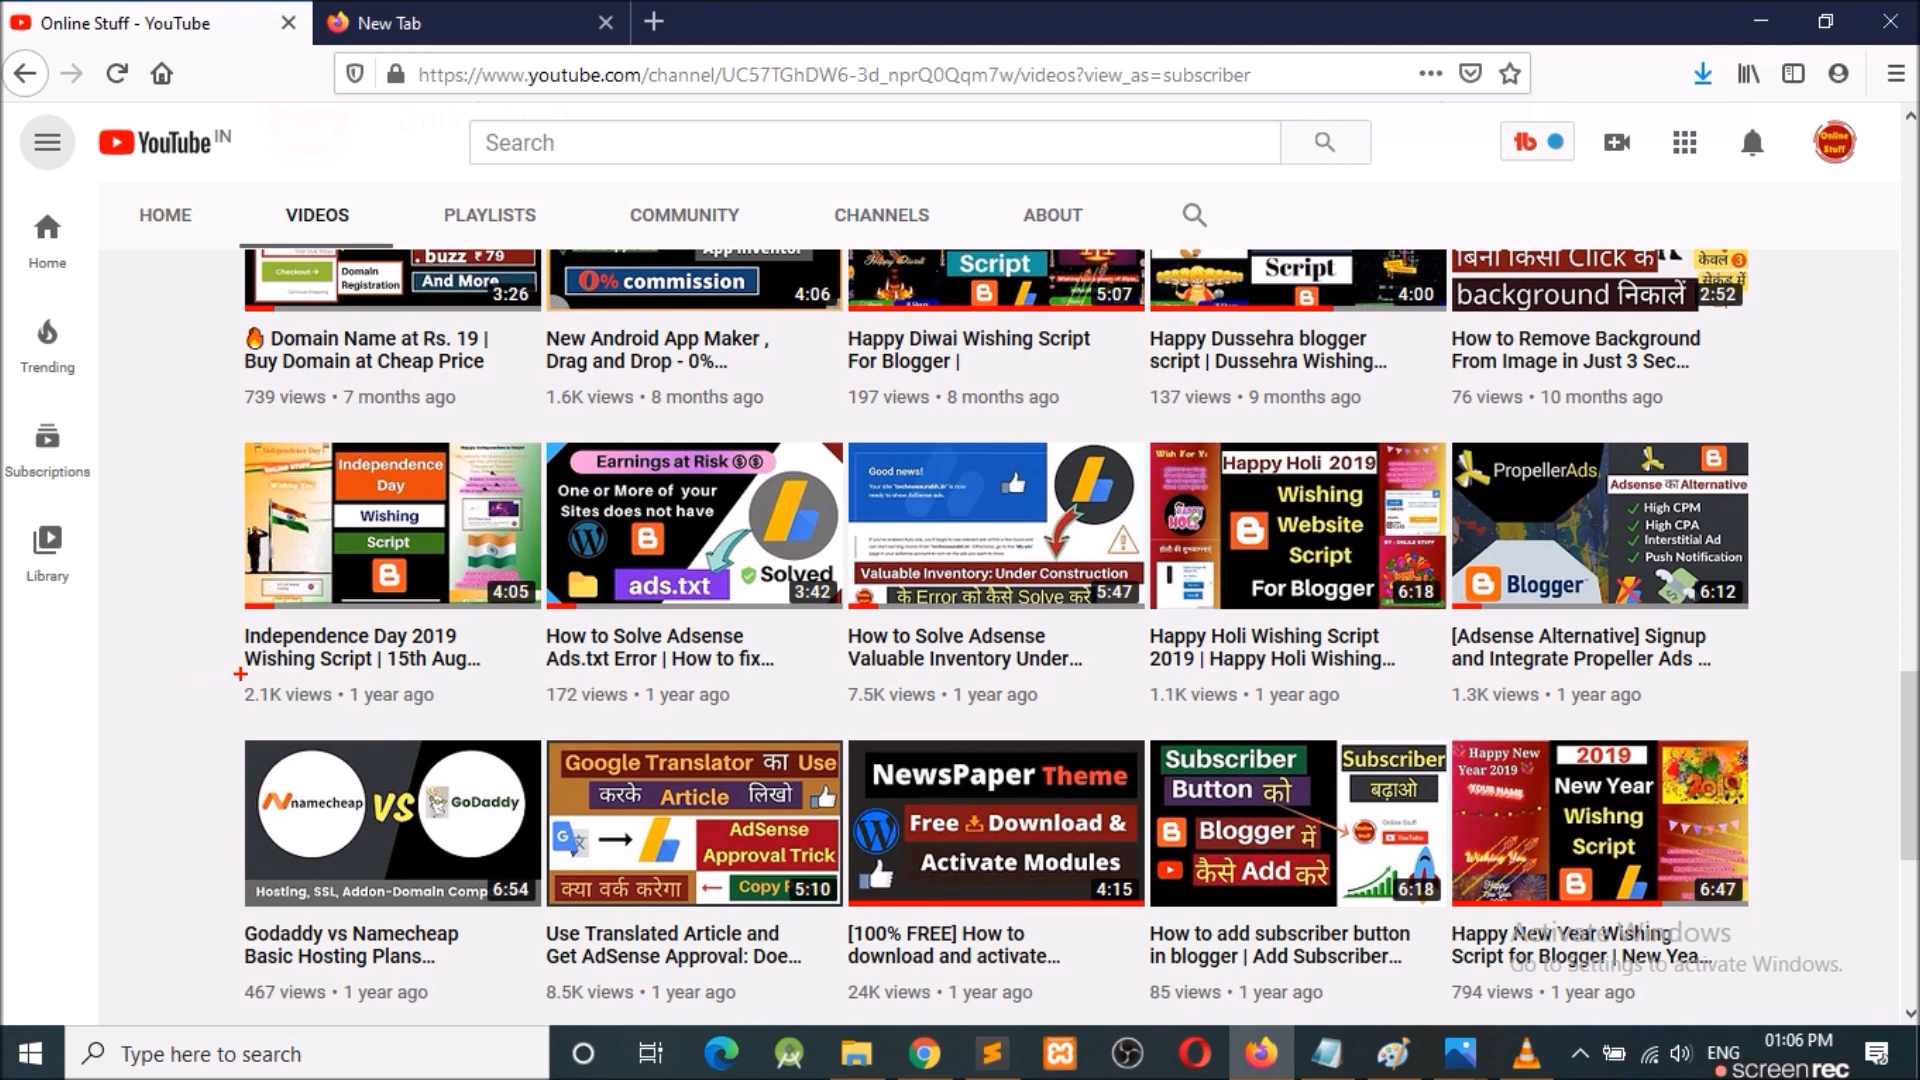 Online Stuff - YouTube
New Tab
https://www.youtube.com/channel/UC57TGhDW6-3d_nprQ0Qqm7w/videos?view_as=subscriber
YouTube IN
Search
Online Stuff
HOME
VIDEOS
PLAYLISTS
COMMUNITY
CHANNELS
ABOUT
Home
Trending
Subscriptions
Library
Checkout
Domain
Registration
.buzz ₹79
And More
3:26
0% commission
4:06
Script
5:07
Script
4:00
बिना किसी Click के
background निकालें
केवल 3
2:52
🔥 Domain Name at Rs. 19 |
Buy Domain at Cheap Price
739 views • 7 months ago
New Android App Maker ,
Drag and Drop - 0%...
1.6K views • 8 months ago
Happy Diwai Wishing Script
For Blogger |
197 views • 8 months ago
Happy Dussehra blogger
script | Dussehra Wishing...
137 views • 9 months ago
How to Remove Background
From Image in Just 3 Sec...
76 views • 10 months ago
Independence
Day
Wishing
Script
4:05
Earnings at Risk
One or More of your
Sites does not have
ads.txt
Solved
3:42
Good news!
Valuable Inventory: Under Construction
के Error को कैसे Solve करे
5:47
Happy Holi 2019
Wishing
Website
Script
For Blogger
6:18
PropellerAds
Adsense का Alternative
High CPM
High CPA
Interstitial Ad
Push Notification
Blogger
6:12
Independence Day 2019
Wishing Script | 15th Aug...
2.1K views • 1 year ago
How to Solve Adsense
Ads.txt Error | How to fix...
172 views • 1 year ago
How to Solve Adsense
Valuable Inventory Under...
7.5K views • 1 year ago
Happy Holi Wishing Script
2019 | Happy Holi Wishing...
1.1K views • 1 year ago
[Adsense Alternative] Signup
and Integrate Propeller Ads ...
1.3K views • 1 year ago
namecheap
VS
GoDaddy
Hosting, SSL, Addon-Domain Comp
6:54
Google Translator का Use
करके Article लिखो
AdSense
Approval Trick
क्या वर्क करेगा
Copy
5:10
NewsPaper Theme
Free Download &
Activate Modules
4:15
Subscriber
Button को
Blogger में
कैसे Add करे
Subscriber
बढ़ाओ
6:18
Happy New
Year 2019
YOUR NAME
2019
New Year
Wishng
Script
6:47
Godaddy vs Namecheap
Basic Hosting Plans...
467 views • 1 year ago
Use Translated Article and
Get AdSense Approval: Doe...
8.5K views • 1 year ago
[100% FREE] How to
download and activate...
24K views • 1 year ago
How to add subscriber button
in blogger | Add Subscriber...
85 views • 1 year ago
Happy New Year Wishing
Script for Blogger | New Yea...
794 views • 1 year ago
Activate Windows
Go to Settings to activate Windows.
Type here to search
ENG
01:06 PM
screenrec